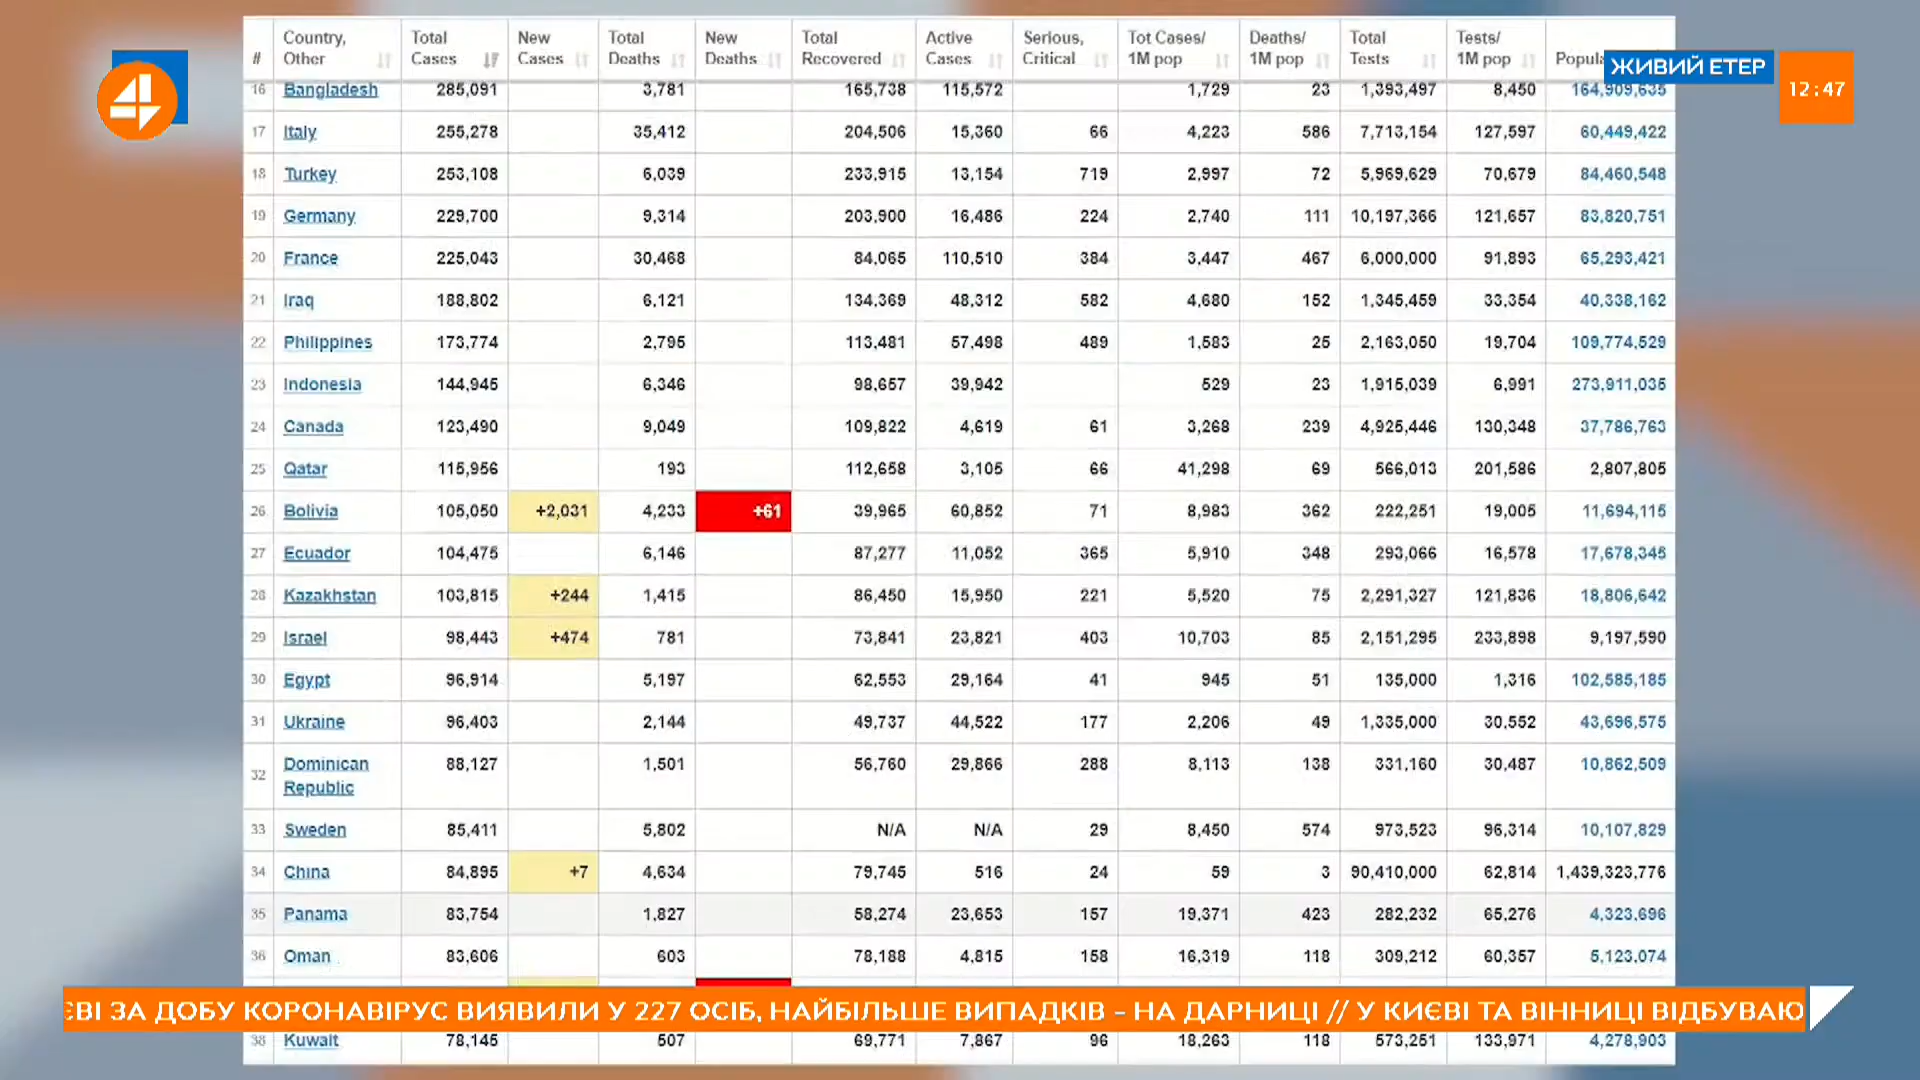 # Country, Other Total Cases New Cases Total Deaths New Deaths Total Recovered Active Cases Serious, Critical Tot Cases/ 1M pop Deaths/ 1M pop Total Tests Tests/ 1M pop
ЖИВИЙ ЕТЕР
12:47
4
16 Bangladesh 285,091 3,781 165,738 115,572 1,729 23 1,393,497 8,450 164,909,635
17 Italy 255,278 35,412 204,506 15,360 66 4,223 586 7,713,154 127,597 60,449,422
18 Turkey 253,108 6,039 233,915 13,154 719 2,997 72 5,969,629 70,679 84,460,548
19 Germany 229,700 9,314 203,900 16,486 224 2,740 111 10,197,366 121,657 83,820,751
20 France 225,043 30,468 84,065 110,510 384 3,447 467 6,000,000 91,893 65,293,421
21 Iraq 188,802 6,121 134,369 48,312 582 4,680 152 1,345,459 33,354 40,338,162
22 Philippines 173,774 2,795 113,481 57,498 489 1,583 25 2,163,050 19,704 109,774,529
23 Indonesia 144,945 6,346 98,657 39,942 529 23 1,915,039 6,991 273,911,035
24 Canada 123,490 9,049 109,822 4,619 61 3,268 239 4,925,446 130,348 37,786,763
25 Qatar 115,956 193 112,658 3,105 66 41,298 69 566,013 201,586 2,807,805
26 Bolivia 105,050 +2,031 4,233 +61 39,965 60,852 71 8,983 362 222,251 19,005 11,694,115
27 Ecuador 104,475 6,146 87,277 11,052 365 5,910 348 293,066 16,578 17,678,345
28 Kazakhstan 103,815 +244 1,415 86,450 15,950 221 5,520 75 2,291,327 121,836 18,806,642
29 Israel 98,443 +474 781 73,841 23,821 403 10,703 85 2,151,295 233,898 9,197,590
30 Egypt 96,914 5,197 62,553 29,164 41 945 51 135,000 1,316 102,585,185
31 Ukraine 96,403 2,144 49,737 44,522 177 2,206 49 1,335,000 30,552 43,696,575
32 Dominican Republic 88,127 1,501 56,760 29,866 288 8,113 138 331,160 30,487 10,862,509
33 Sweden 85,411 5,802 N/A N/A 29 8,450 574 973,523 96,314 10,107,829
34 China 84,895 +7 4,634 79,745 516 24 59 3 90,410,000 62,814 1,439,323,776
35 Panama 83,754 1,827 58,274 23,653 157 19,371 423 282,232 65,276 4,323,696
36 Oman 83,606 603 78,188 4,815 158 16,319 118 309,212 60,357 5,123,074
ЄВІ ЗА ДОБУ КОРОНАВІРУС ВИЯВИЛИ У 227 ОСІБ, НАЙБІЛЬШЕ ВИПАДКІВ – НА ДАРНИЦІ // У КИЄВІ ТА ВІННИЦІ ВІДБУВАЮ
38 Kuwait 78,145 507 69,771 7,867 96 18,263 118 573,251 133,971 4,278,903